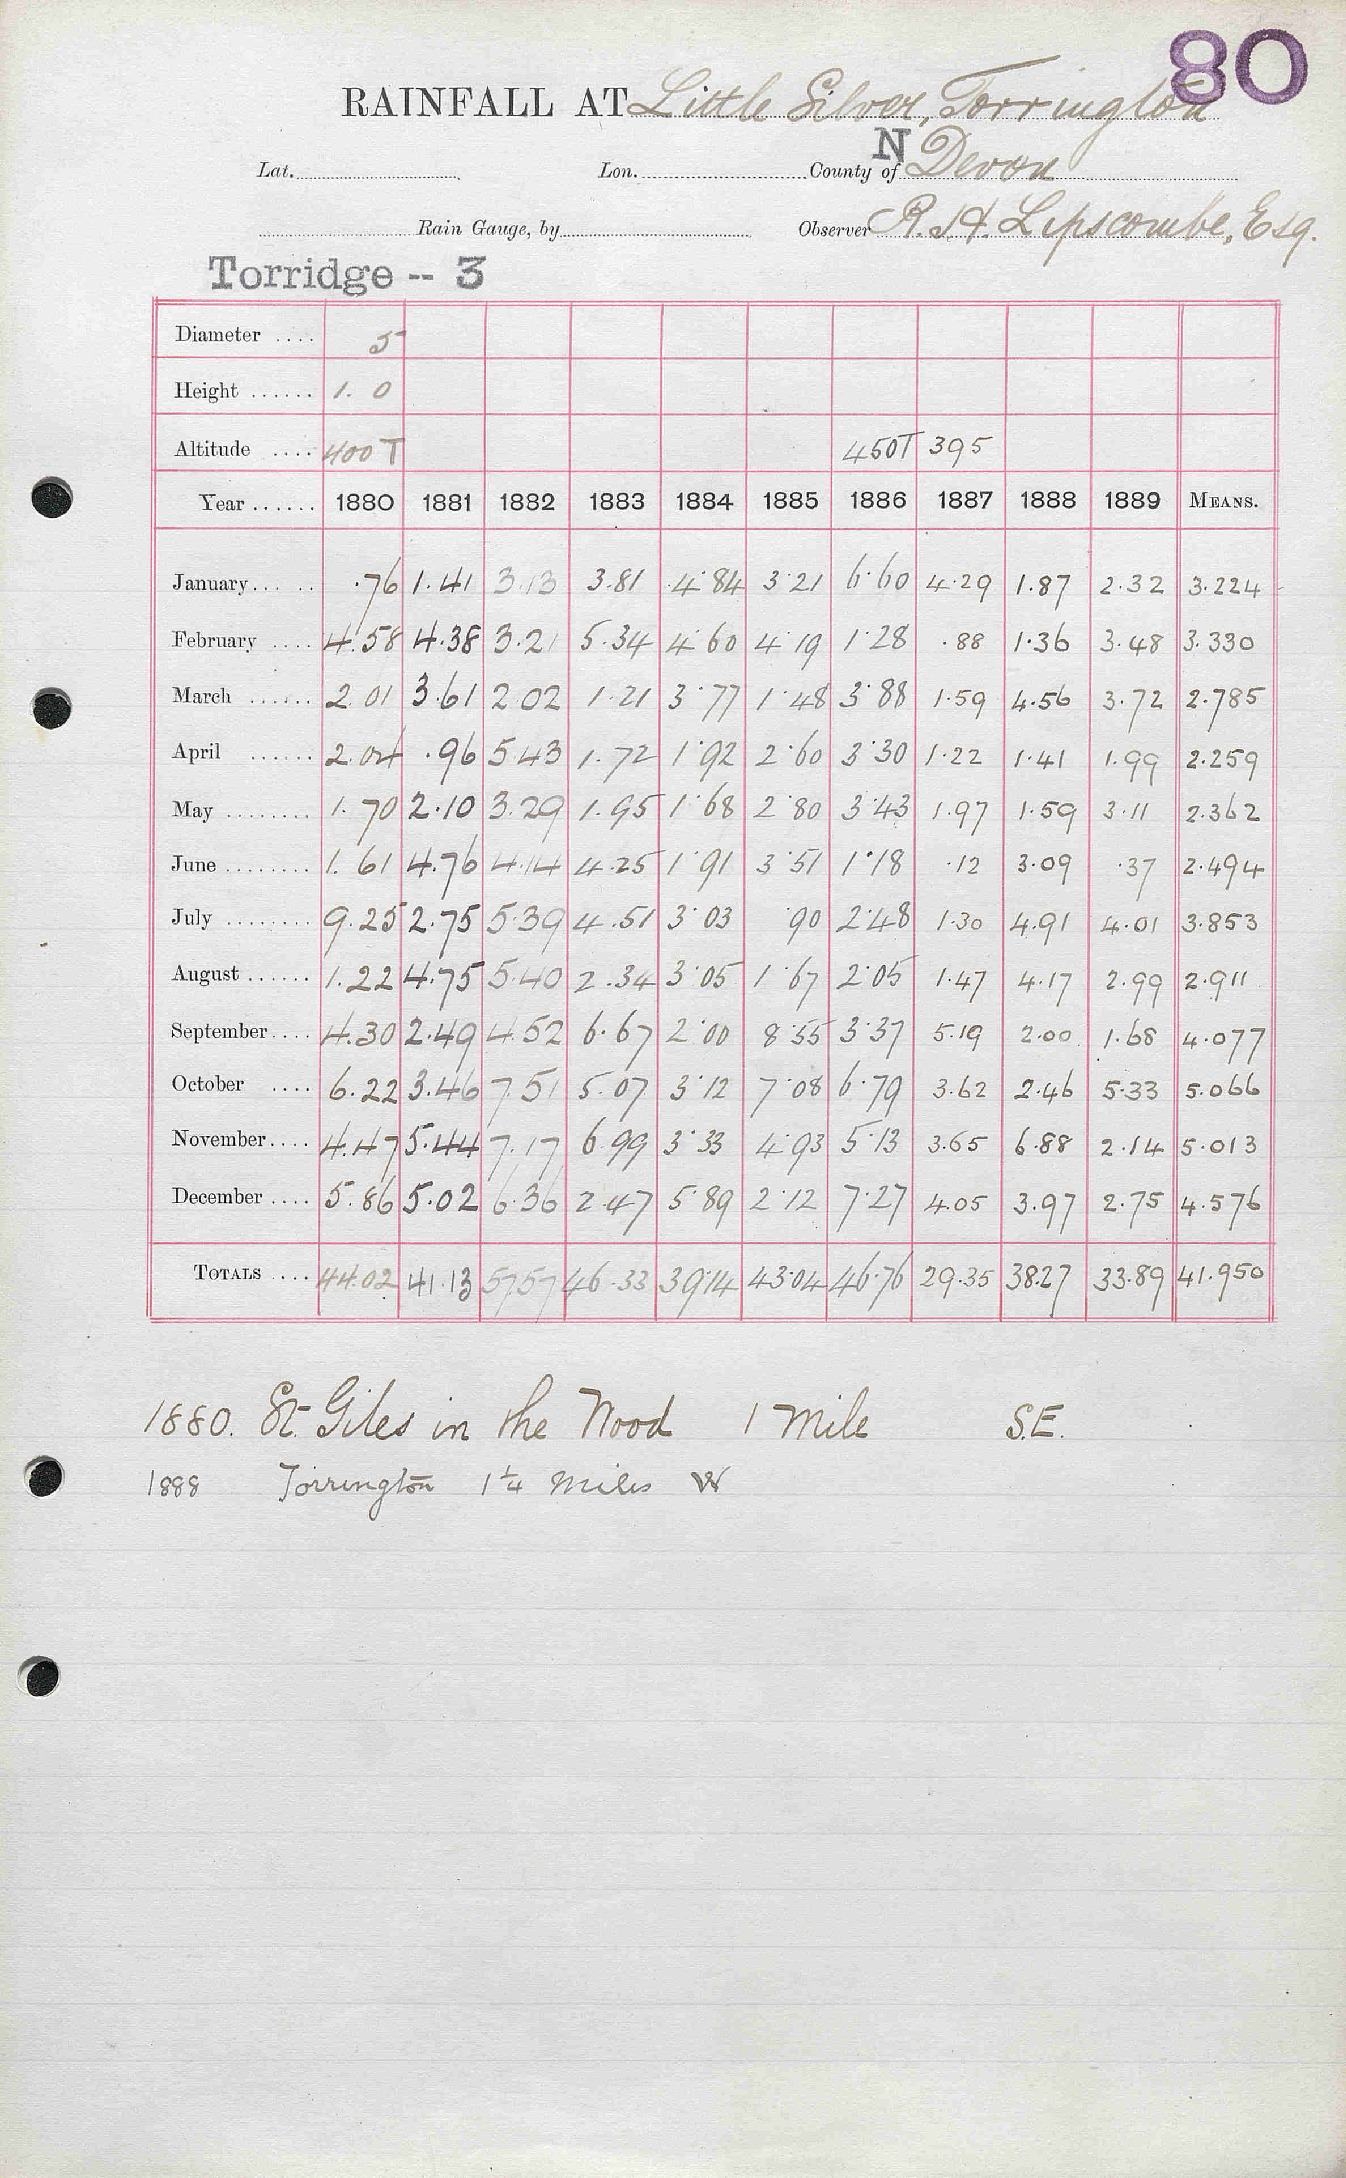 80
RAINFALL AT Little Silver, Torrington
Lat. Lon. County of N Devon
Rain Gauge, by Observer R. H. Lipscombe, Esq.
Torridge -- 3
Diameter .... 5
Height ...... 1. 0
Altitude .... 400 T 450T 395
Year ...... 1880 1881 1882 1883 1884 1885 1886 1887 1888 1889 MEANS.
January ... .. .76 1.41 3.13 3.81 4.84 3.21 6.60 4.29 1.87 2.32 3.224
February .... 4.58 4.38 3.21 5.34 4.60 4.19 1.28 .88 1.36 3.48 3.330
March ...... 2.01 3.61 2.02 1.21 3.77 1.48 3.88 1.59 4.56 3.72 2.785
April ...... 2.04 .96 5.43 1.72 1.92 2.60 3.30 1.22 1.41 1.99 2.259
May ........ 1.70 2.10 3.29 1.95 1.68 2.80 3.43 1.97 1.59 3.11 2.362
June ........ 1.61 4.76 4.14 4.25 1.91 3.51 1.18 .12 3.09 .37 2.494
July ........ 9.25 2.75 5.39 4.51 3.03 .90 2.48 1.30 4.91 4.01 3.853
August ...... 1.22 4.75 5.40 2.34 3.05 1.67 2.05 1.47 4.17 2.99 2.911
September .... 4.30 2.49 4.52 6.67 2.00 8.55 3.37 5.19 2.00 1.68 4.077
October .... 6.22 3.46 7.51 5.07 3.12 7.08 6.79 3.62 2.46 5.33 5.066
November .... 4.47 5.44 7.17 6.99 3.33 4.93 5.13 3.65 6.88 2.14 5.013
December .... 5.86 5.02 6.36 2.47 5.89 2.12 7.27 4.05 3.97 2.75 4.576
TOTALS .... 44.02 41.13 57.57 46.33 39.14 43.04 46.76 29.35 38.27 33.89 41.950
1880. St. Giles in the Wood 1 Mile S.E.
1888 Torrington 1¼ Miles W